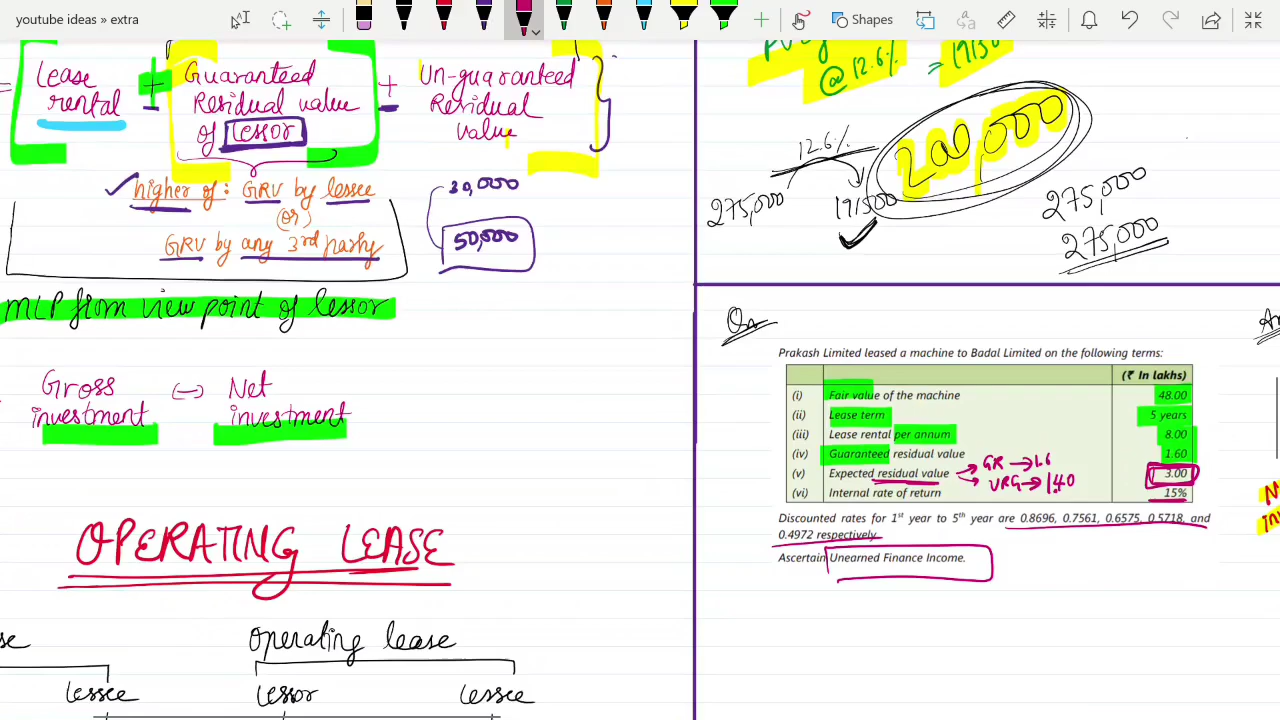 youtube ideas » extra
Shapes
= Lease rental + Guaranteed Residual value of lessor + Un-guaranteed Residual value
higher of: GRV by lessee
(or)
GRV by any 3rd party
30,000
50,000
MLP from view point of lessor
Gross investment ↔ Net investment
OPERATING LEASE
operating lease
lessee
lessor
lessee
@ 12.6%
= 191500
200,000
12.6%
275,000
191500
275,000
275,000
Prakash Limited leased a machine to Badal Limited on the following terms:
(₹ In lakhs)
(i) Fair value of the machine 48.00
(ii) Lease term 5 years
(iii) Lease rental per annum 8.00
(iv) Guaranteed residual value 1.60
(v) Expected residual value 3.00
GR → 1.6
URG → 1.40
(vi) Internal rate of return 15%
Discounted rates for 1st year to 5th year are 0.8696, 0.7561, 0.6575, 0.5718, and
0.4972 respectively.
Ascertain Unearned Finance Income.